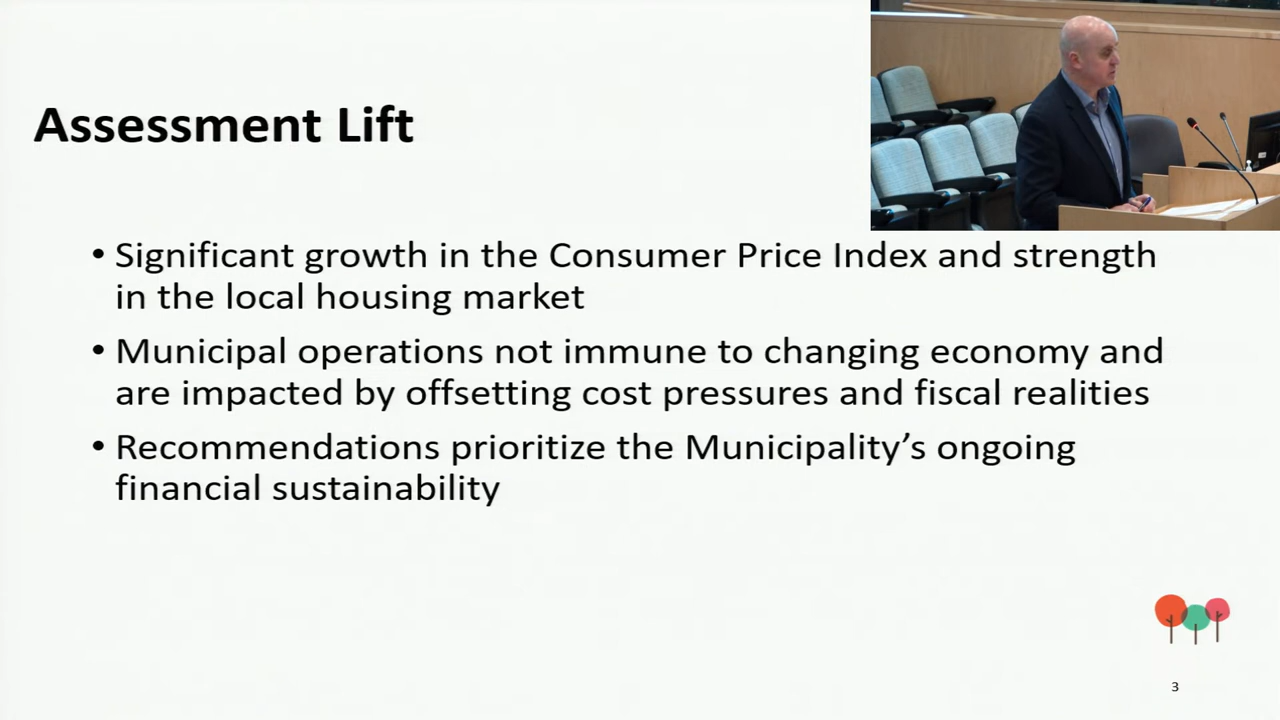 Assessment Lift
• Significant growth in the Consumer Price Index and strength
in the local housing market
• Municipal operations not immune to changing economy and
are impacted by offsetting cost pressures and fiscal realities
• Recommendations prioritize the Municipality’s ongoing
financial sustainability
3